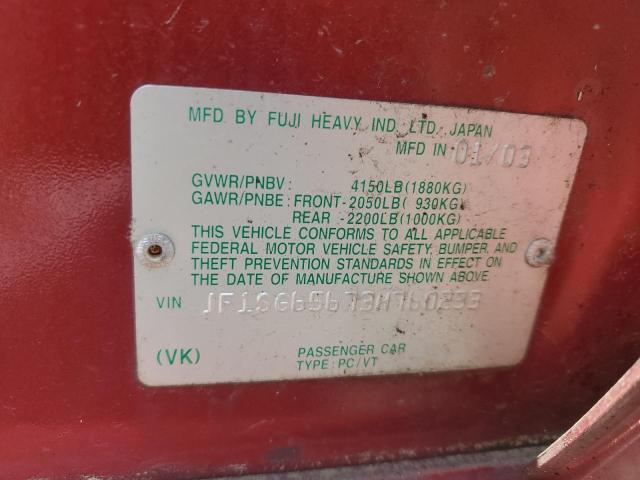 MFD BY FUJI HEAVY IND. LTD. JAPAN
MFD IN 01/03
GVWR/PNBV: 4150LB(1880KG)
GAWR/PNBE: FRONT-2050LB( 930KG)
REAR -2200LB(1000KG)
THIS VEHICLE CONFORMS TO ALL APPLICABLE
FEDERAL MOTOR VEHICLE SAFETY, BUMPER, AND
THEFT PREVENTION STANDARDS IN EFFECT ON
THE DATE OF MANUFACTURE SHOWN ABOVE.
VIN JF1SG65673H760233
(VK) PASSENGER CAR
TYPE: PC/VT